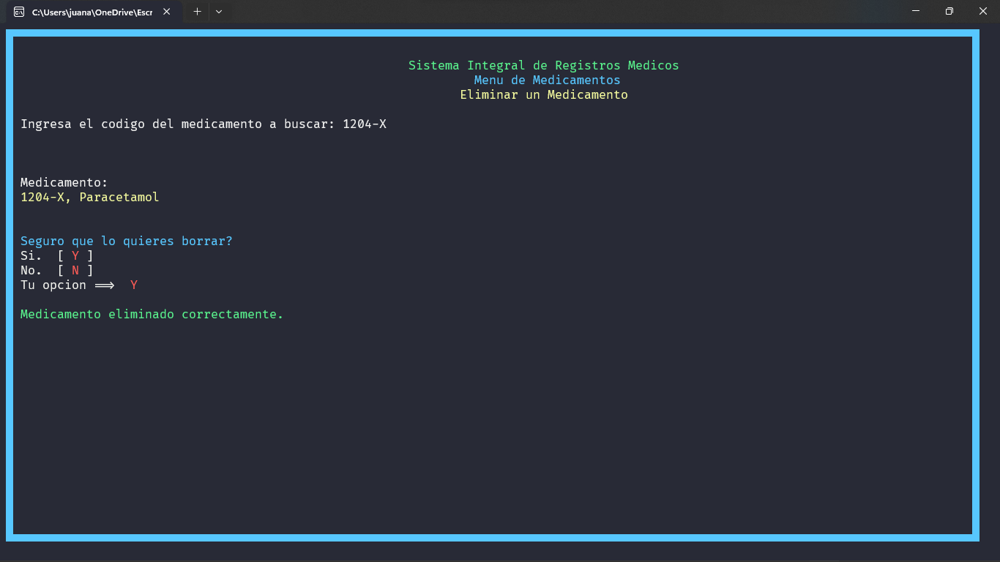 C:\Users\juana\OneDrive\Escr
Sistema Integral de Registros Medicos
Menu de Medicamentos
Eliminar un Medicamento
Ingresa el codigo del medicamento a buscar: 1204-X
Medicamento:
1204-X, Paracetamol
Seguro que lo quieres borrar?
Si. [ Y ]
No. [ N ]
Tu opcion ==> Y
Medicamento eliminado correctamente.